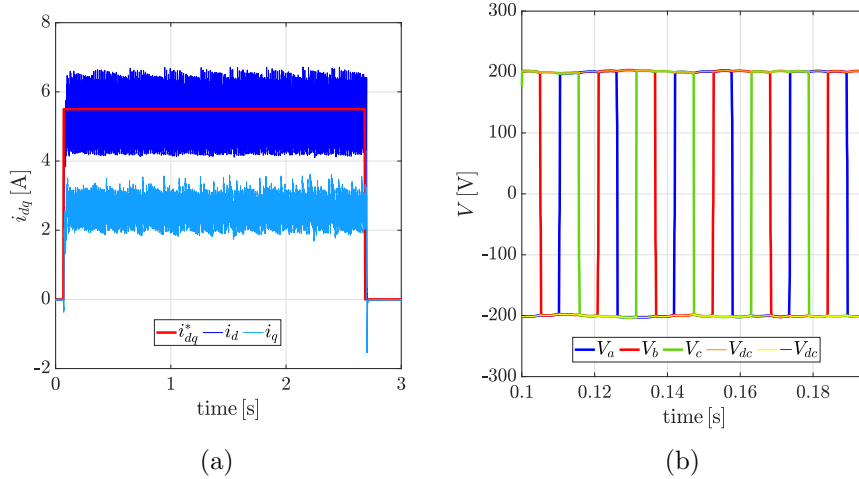 8
6
4
2
0
-2
i_dq [A]
i*_dq i_d i_q
0 1 2 3
time [s]
(a)
300
200
100
0
-100
-200
-300
V [V]
V_a V_b V_c V_dc −V_dc
0.1 0.12 0.14 0.16 0.18
time [s]
(b)